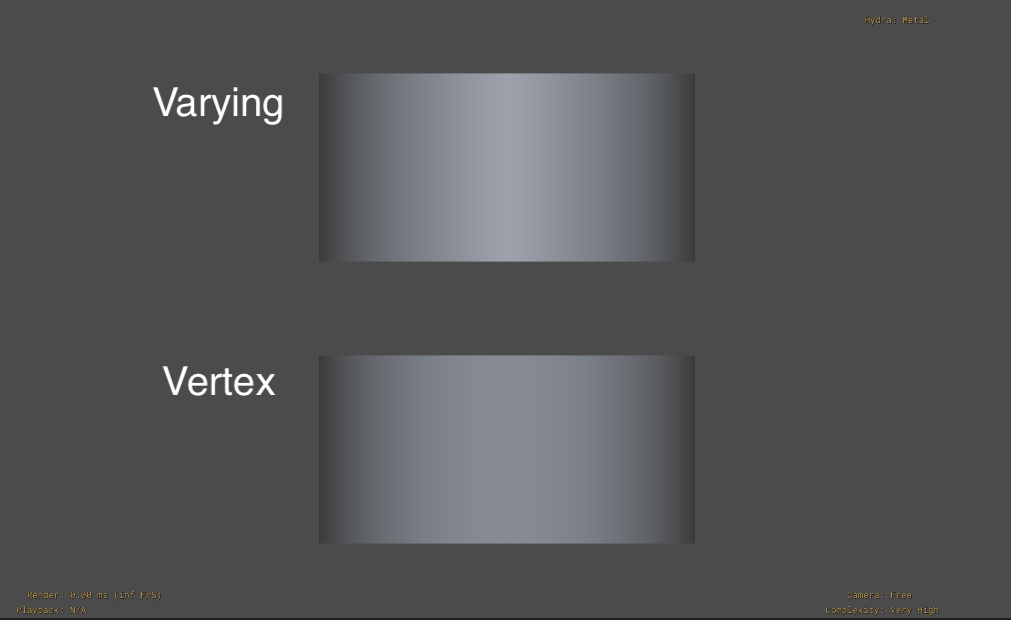 Hydra: Metal
Varying
Vertex
Render: 0.00 ms (inf FPS)
Playback: N/A
Camera: Free
Complexity: Very High